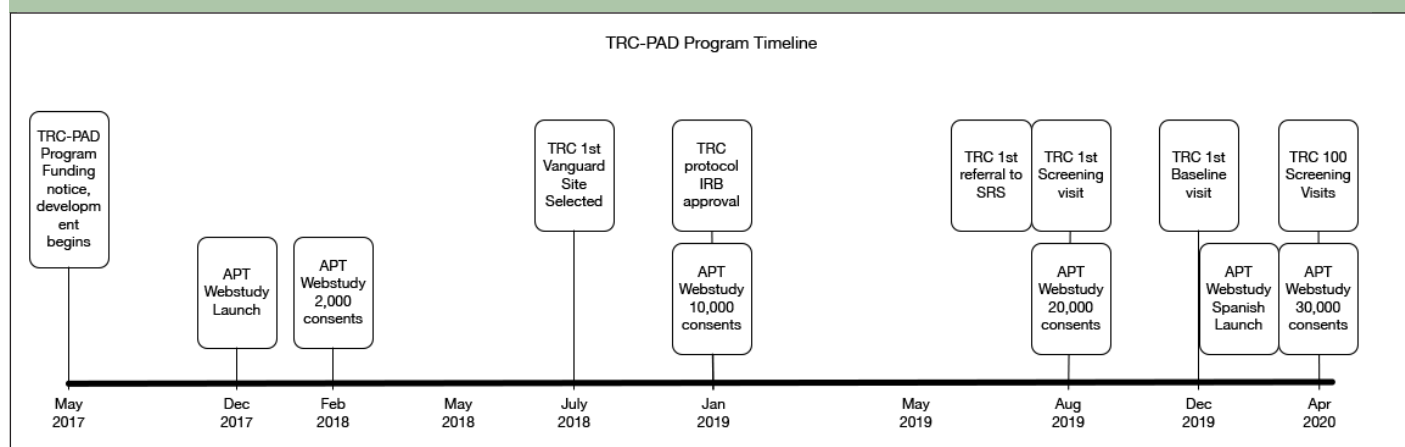 TRC-PAD Program Timeline
TRC-PAD
Program
Funding
notice,
developm
ent
begins
APT
Webstudy
Launch
APT
Webstudy
2,000
consents
TRC 1st
Vanguard
Site
Selected
TRC
protocol
IRB
approval
APT
Webstudy
10,000
consents
TRC 1st
referral to
SRS
TRC 1st
Screening
visit
APT
Webstudy
20,000
consents
TRC 1st
Baseline
visit
APT
Webstudy
Spanish
Launch
TRC 100
Screening
Visits
APT
Webstudy
30,000
consents
May
2017
Dec
2017
Feb
2018
May
2018
July
2018
Jan
2019
May
2019
Aug
2019
Dec
2019
Apr
2020